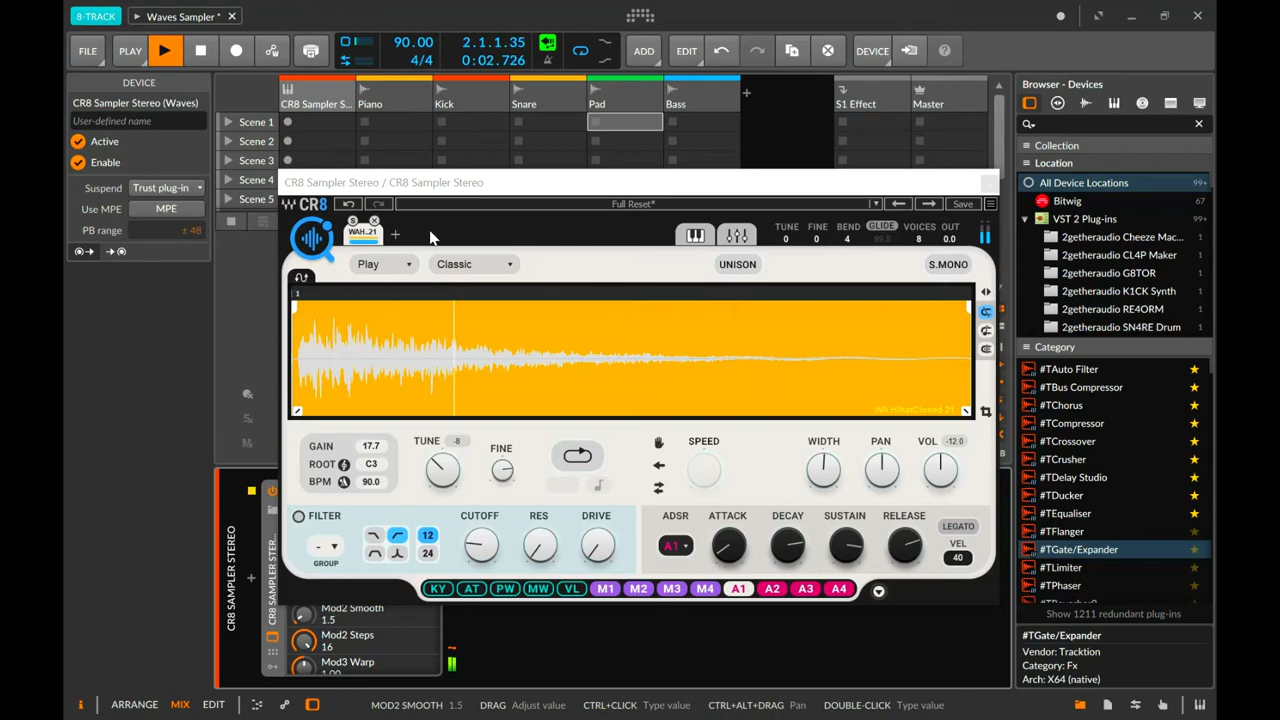 8-TRACK
Waves Sampler *
FILE PLAY 90.00 4/4 2.1.1.35 0:02.726 ADD EDIT DEVICE
DEVICE
CR8 Sampler Stereo (Waves)
User-defined name
Active
Enable
Suspend Trust plug-in
Use MPE MPE
PB range ± 48
CR8 Sampler S... Piano Kick Snare Pad Bass S1 Effect Master
Scene 1
Scene 2
Scene 3
Scene 4
Scene 5
CR8 Sampler Stereo / CR8 Sampler Stereo
CR8 Full Reset* Save
S
WAH..21
TUNE GLIDE BEND GLIDE VOICES OUT
0 0 4 98.5 8 0.0
Play Classic UNISON S.MONO
1
WA HihatClosed 21
GAIN 17.7
ROOT C3
BPM 90.0
TUNE -8 FINE SPEED WIDTH PAN VOL -12.0
FILTER CUTOFF RES DRIVE
12
24
-
GROUP
ADSR ATTACK DECAY SUSTAIN RELEASE LEGATO
A1 VEL
40
KY AT PW MW VL M1 M2 M3 M4 A1 A2 A3 A4
CR8 SAMPLER STEREO
Mod2 Smooth
1.5
Mod2 Steps
16
Mod3 Warp
1.00
Browser - Devices
Collection
Location
All Device Locations 99+
Bitwig 67
VST 2 Plug-ins 99+
2getheraudio Cheeze Mac... 1
2getheraudio CL4P Maker 1
2getheraudio G8TOR 1
2getheraudio K1CK Synth 1
2getheraudio RE4ORM 1
2getheraudio SN4RE Drum 1
Category
#TAuto Filter
#TBus Compressor
#TChorus
#TCompressor
#TCrossover
#TCrusher
#TDelay Studio
#TDucker
#TEqualiser
#TFlanger
#TGate/Expander
#TLimiter
#TPhaser
Show 1211 redundant plug-ins
#TGate/Expander
Vendor: Tracktion
Category: Fx
Arch: X64 (native)
ARRANGE MIX EDIT MOD2 SMOOTH 1.5 DRAG Adjust value CTRL+CLICK Type value CTRL+ALT+DRAG Pan DOUBLE-CLICK Type value